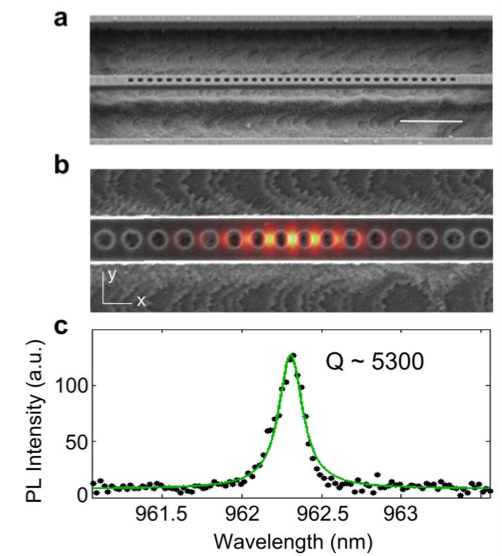 a
b
y
x
c
Q ~ 5300
PL Intensity (a.u.)
100
50
0
961.5 962 962.5 963
Wavelength (nm)